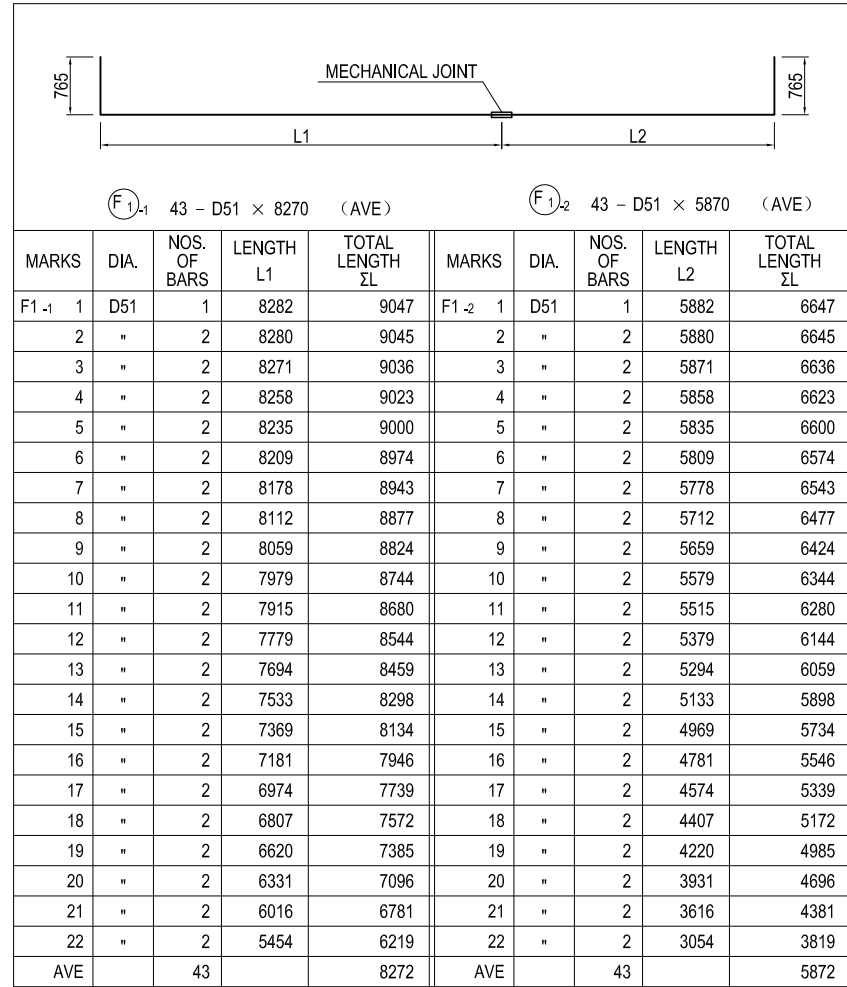 MECHANICAL JOINT
765
765
L1
L2
F 1 -1 43 – D51 × 8270 (AVE)
F 1 -2 43 – D51 × 5870 (AVE)
MARKS DIA. NOS. OF BARS LENGTH L1 TOTAL LENGTH ΣL MARKS DIA. NOS. OF BARS LENGTH L2 TOTAL LENGTH ΣL
F1 -1 1 D51 1 8282 9047 F1 -2 1 D51 1 5882 6647
2 " 2 8280 9045 2 " 2 5880 6645
3 " 2 8271 9036 3 " 2 5871 6636
4 " 2 8258 9023 4 " 2 5858 6623
5 " 2 8235 9000 5 " 2 5835 6600
6 " 2 8209 8974 6 " 2 5809 6574
7 " 2 8178 8943 7 " 2 5778 6543
8 " 2 8112 8877 8 " 2 5712 6477
9 " 2 8059 8824 9 " 2 5659 6424
10 " 2 7979 8744 10 " 2 5579 6344
11 " 2 7915 8680 11 " 2 5515 6280
12 " 2 7779 8544 12 " 2 5379 6144
13 " 2 7694 8459 13 " 2 5294 6059
14 " 2 7533 8298 14 " 2 5133 5898
15 " 2 7369 8134 15 " 2 4969 5734
16 " 2 7181 7946 16 " 2 4781 5546
17 " 2 6974 7739 17 " 2 4574 5339
18 " 2 6807 7572 18 " 2 4407 5172
19 " 2 6620 7385 19 " 2 4220 4985
20 " 2 6331 7096 20 " 2 3931 4696
21 " 2 6016 6781 21 " 2 3616 4381
22 " 2 5454 6219 22 " 2 3054 3819
AVE 43 8272 AVE 43 5872